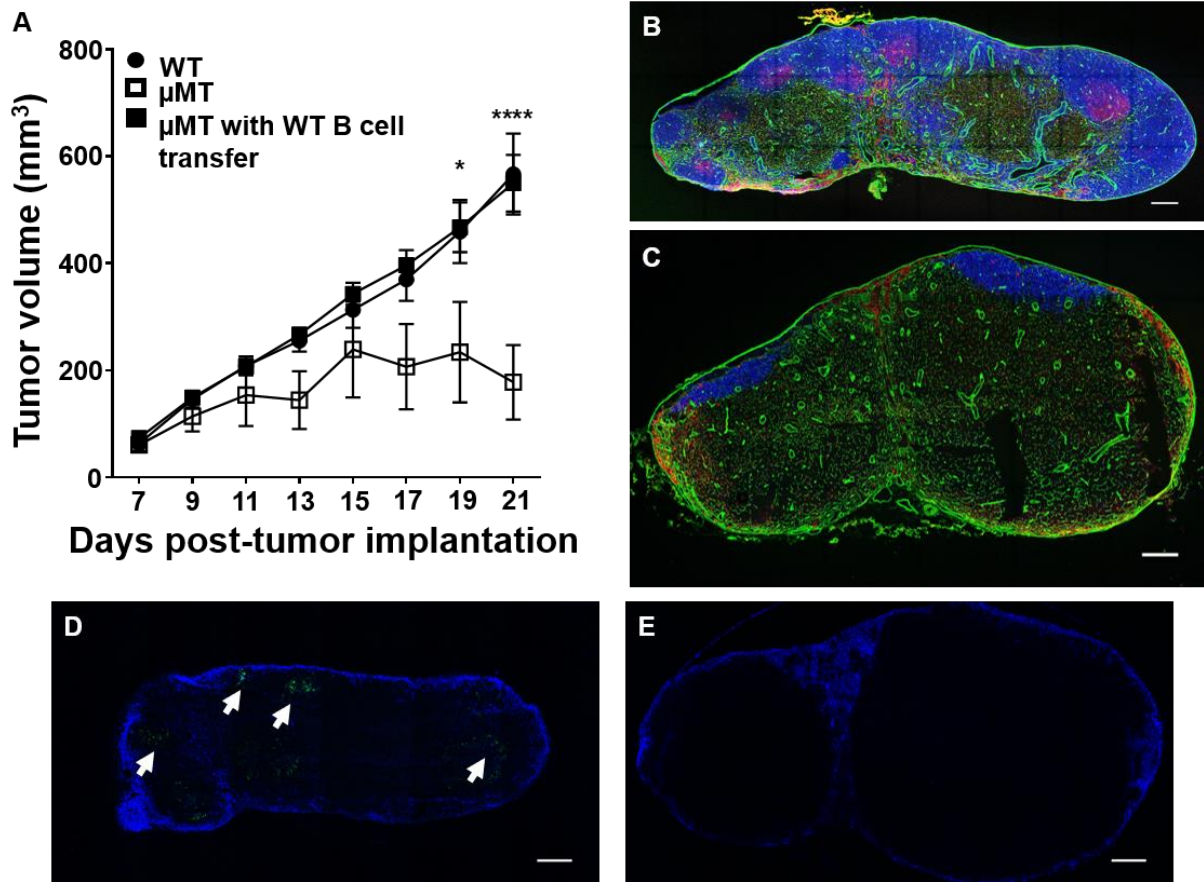 A
B
800
600
400
200
0
Tumor volume (mm³)
WT
µMT
µMT with WT B cell
transfer
*
****
7 9 11 13 15 17 19 21
Days post-tumor implantation
C
D
E